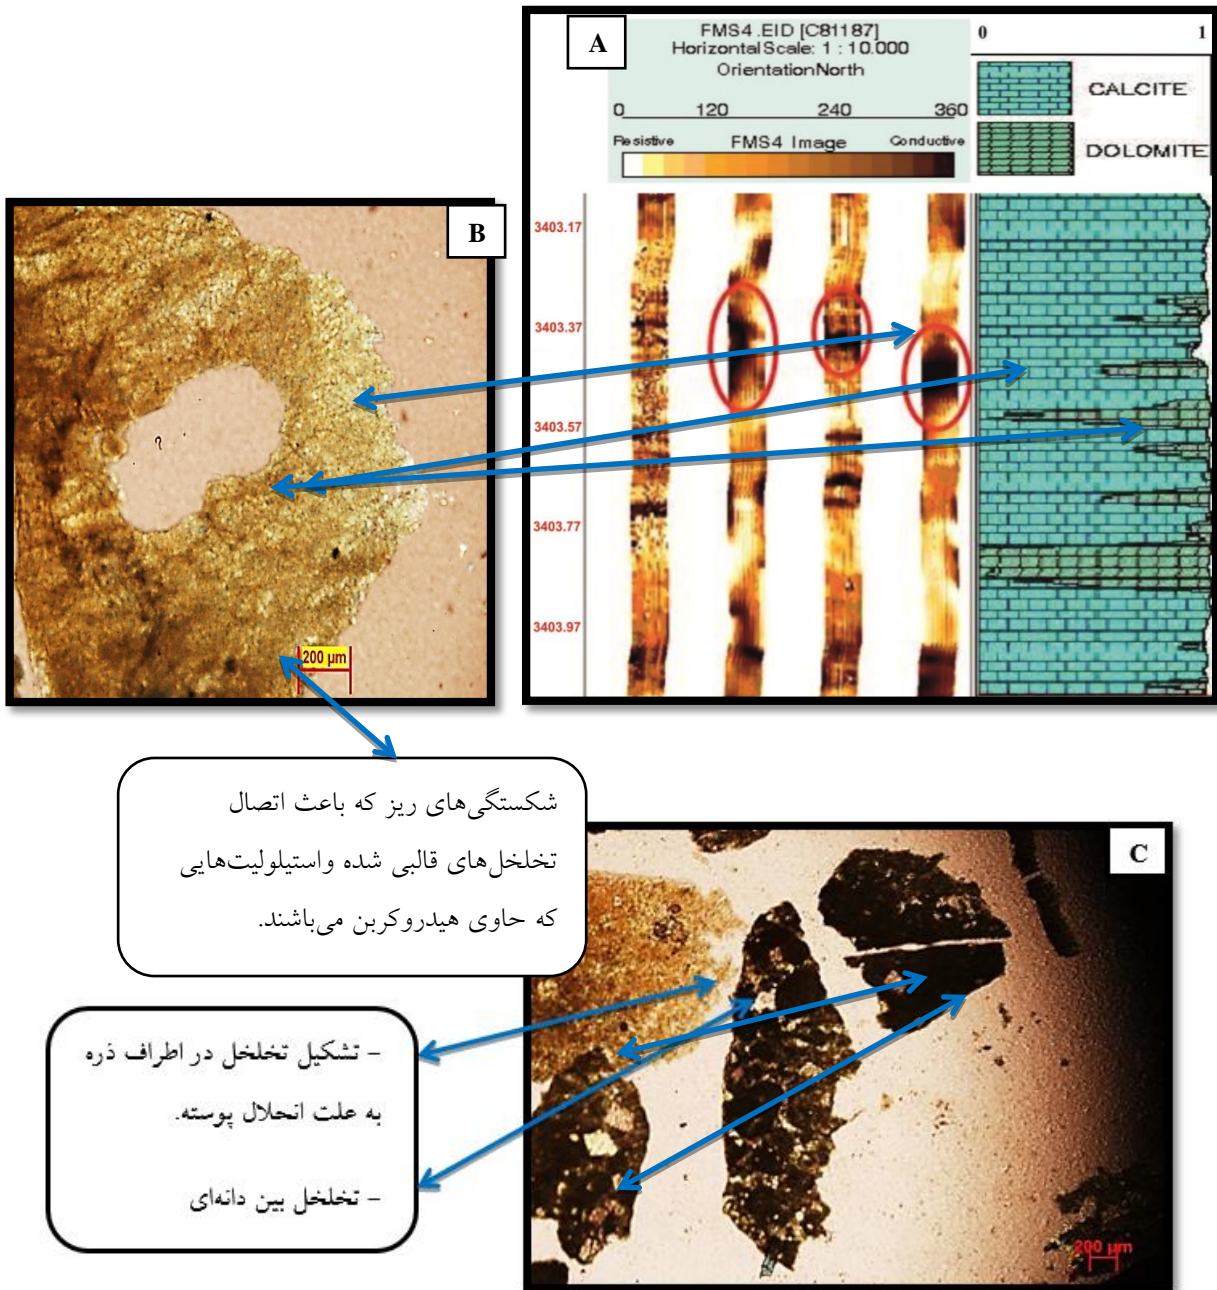 A
FMS4.EID [C81187]
Horizontal Scale: 1 : 10.000
Orientation North
0 120 240 360
Resistive FMS4 Image Conductive
0 1
CALCITE
DOLOMITE
3403.17
3403.37
3403.57
3403.77
3403.97
B
200 µm
شکستگی‌های ریز که باعث اتصال
تخلخل‌های قالبی شده واستیلولیت‌هایی
که حاوی هیدروکربن می‌باشند.
C
200 µm
- تشکیل تخلخل در اطراف ذره
به علت انحلال پوسته.
- تخلخل بین دانه‌ای